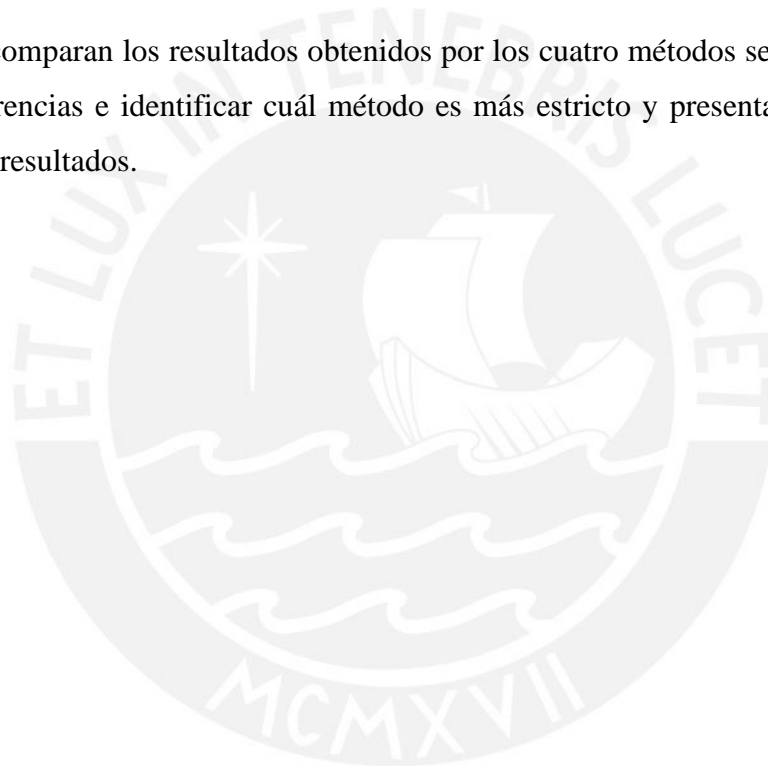 comparan los resultados obtenidos por los cuatro métodos se
rencias e identificar cuál método es más estricto y presenta
resultados.
ET LUX IN TENEBRIS LUCET
MCMXVII